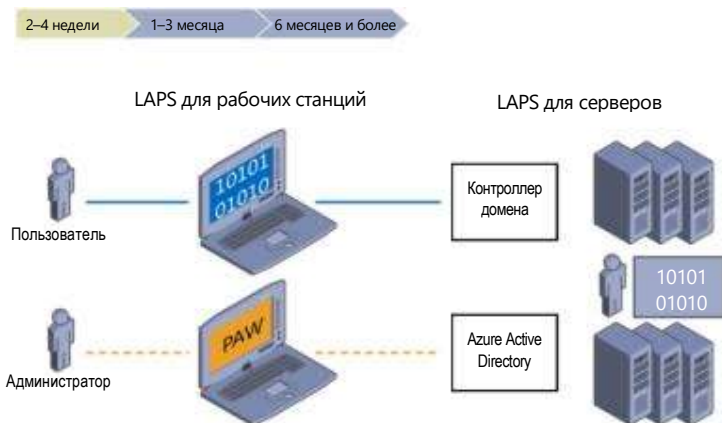 2–4 недели
1–3 месяца
6 месяцев и более
LAPS для рабочих станций
LAPS для серверов
10101
01010
Контроллер
домена
Пользователь
10101
01010
PAW
Azure Active
Directory
Администратор